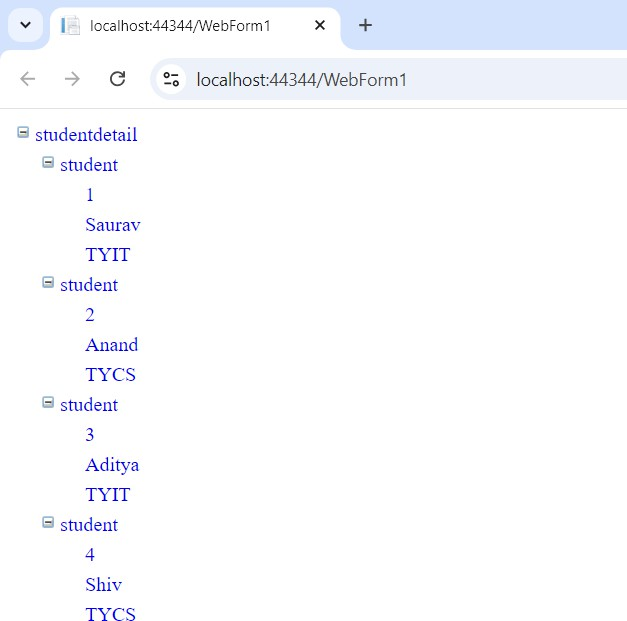 localhost:44344/WebForm1
localhost:44344/WebForm1
studentdetail
student
1
Saurav
TYIT
student
2
Anand
TYCS
student
3
Aditya
TYIT
student
4
Shiv
TYCS